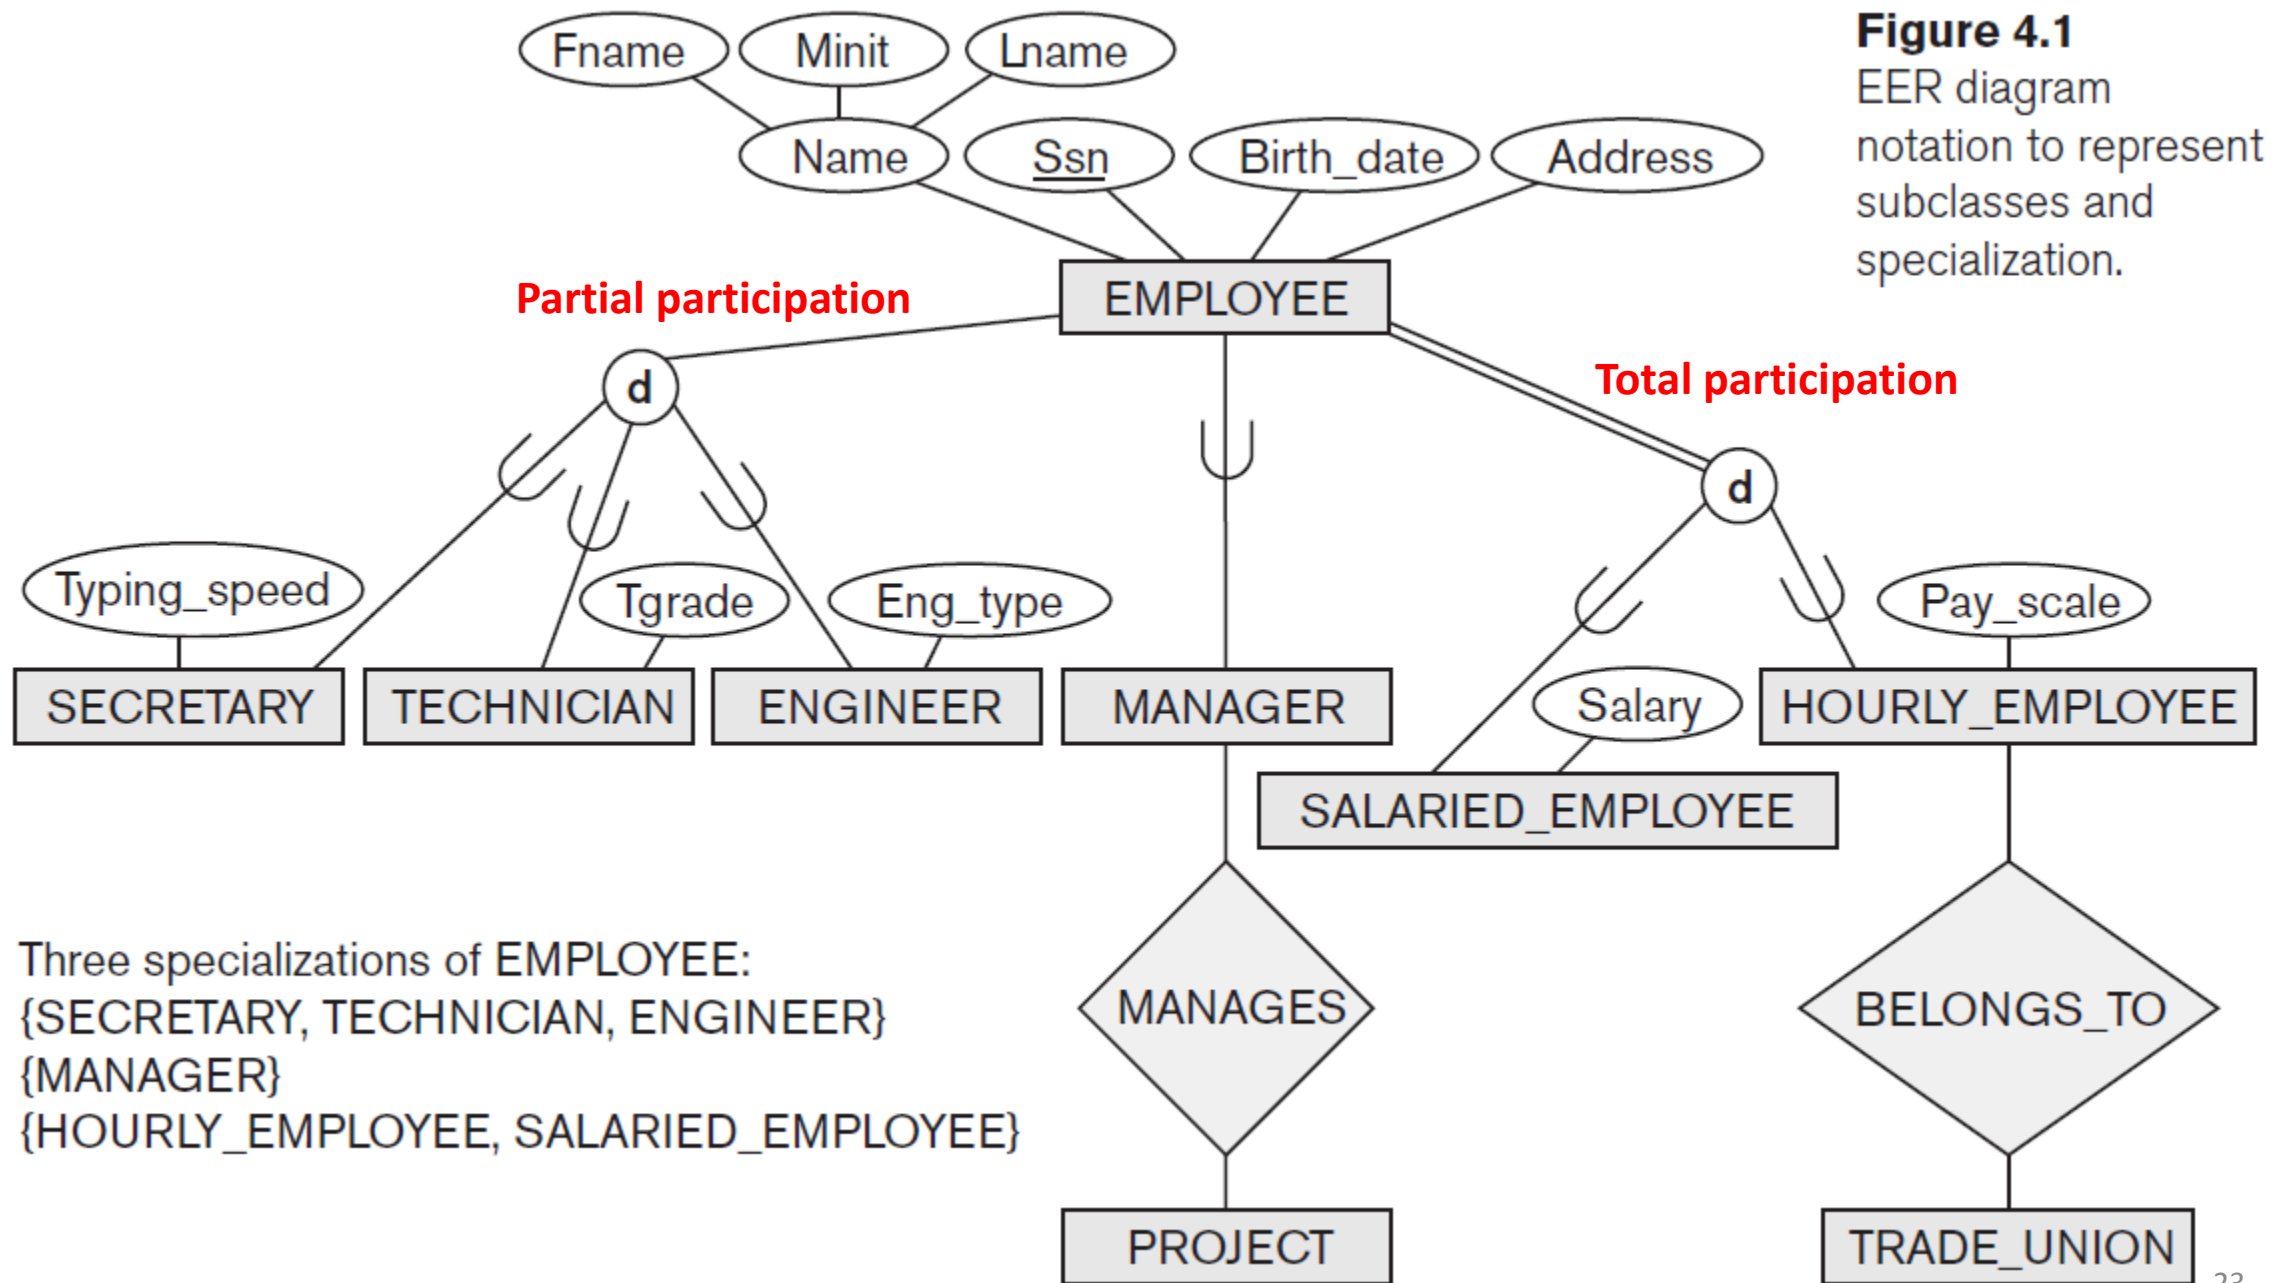 Figure 4.1
EER diagram
notation to represent
subclasses and
specialization.
Fname
Minit
Lname
Name
Ssn
Birth_date
Address
EMPLOYEE
Partial participation
Total participation
d
d
Typing_speed
Tgrade
Eng_type
Pay_scale
SECRETARY
TECHNICIAN
ENGINEER
MANAGER
Salary
HOURLY_EMPLOYEE
SALARIED_EMPLOYEE
Three specializations of EMPLOYEE:
{SECRETARY, TECHNICIAN, ENGINEER}
{MANAGER}
{HOURLY_EMPLOYEE, SALARIED_EMPLOYEE}
MANAGES
BELONGS_TO
PROJECT
TRADE_UNION
23